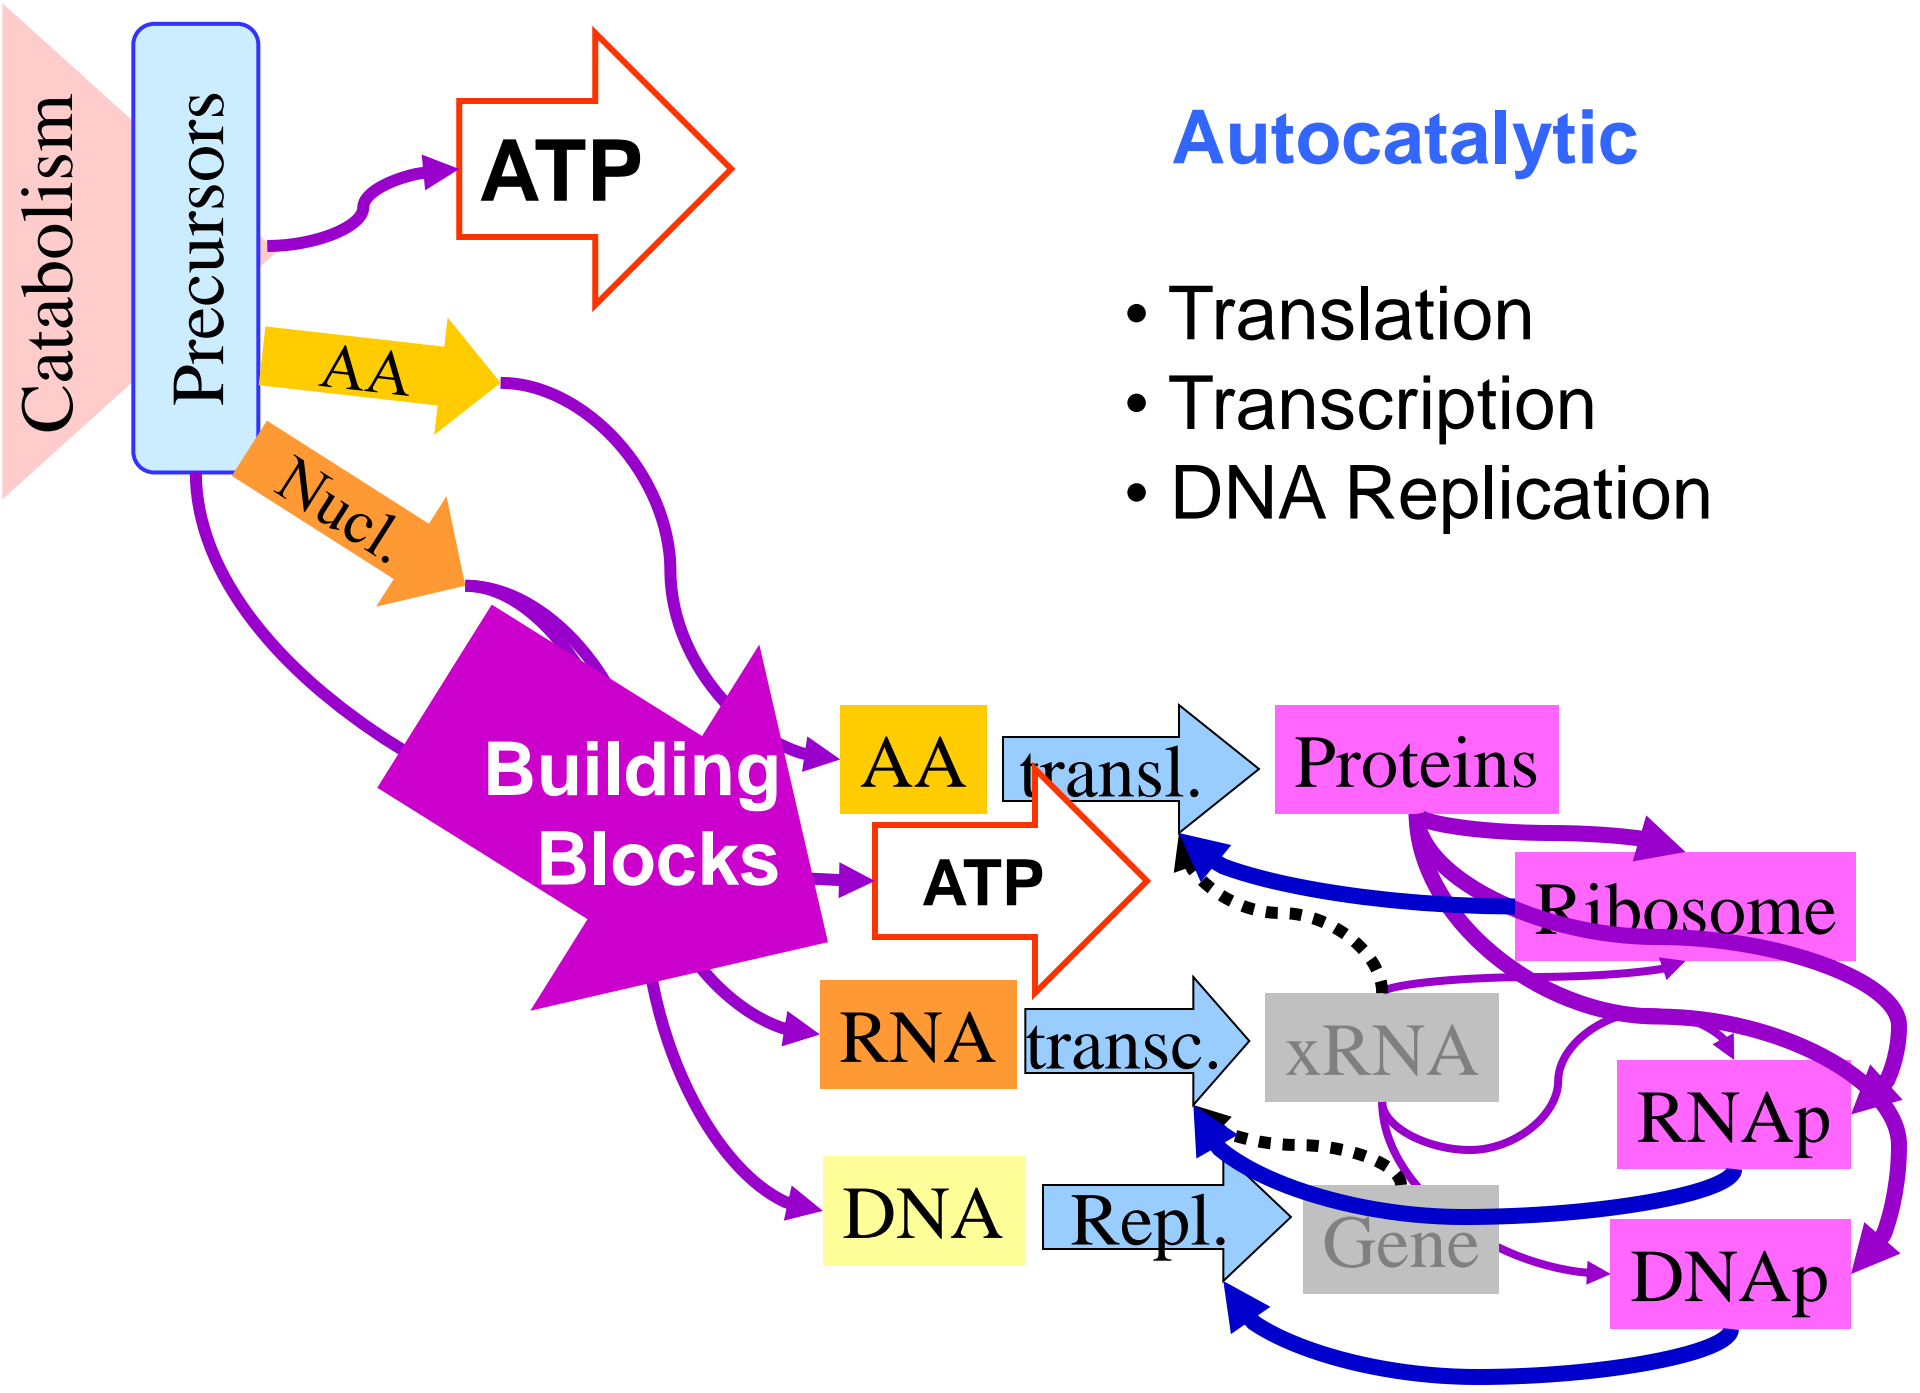 Catabolism
Precursors
ATP
Autocatalytic
• Translation
• Transcription
• DNA Replication
AA
Nucl.
Building
Blocks
AA
transl.
Proteins
ATP
Ribosome
RNA
transc.
xRNA
RNAp
DNA
Repl.
Gene
DNAp